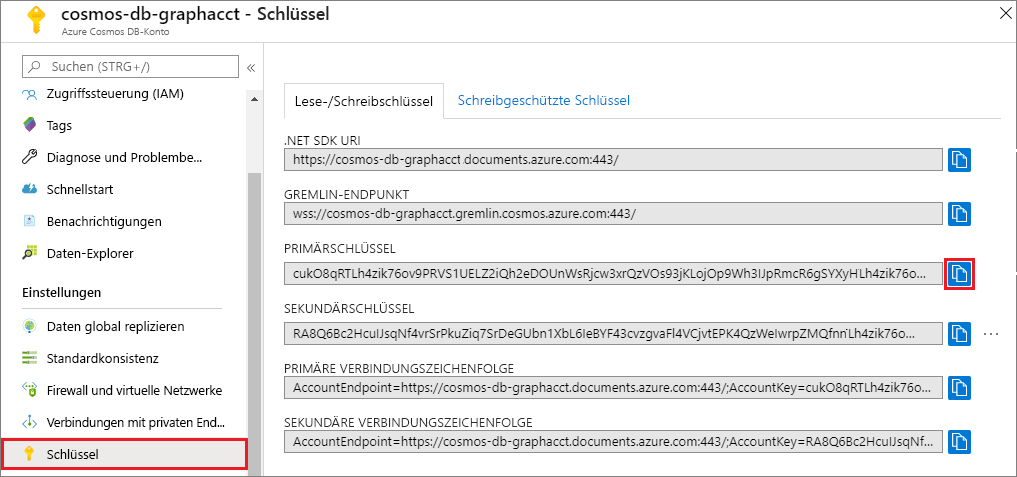 cosmos-db-graphacct - Schlüssel
Azure Cosmos DB-Konto
Suchen (STRG+/)
Zugriffssteuerung (IAM)
Tags
Diagnose und Problembe...
Schnellstart
Benachrichtigungen
Daten-Explorer
Einstellungen
Daten global replizieren
Standardkonsistenz
Firewall und virtuelle Netzwerke
Verbindungen mit privaten End...
Schlüssel
Lese-/Schreibschlüssel
Schreibgeschützte Schlüssel
.NET SDK URI
https://cosmos-db-graphacct.documents.azure.com:443/
GREMLIN-ENDPUNKT
wss://cosmos-db-graphacct.gremlin.cosmos.azure.com:443/
PRIMÄRSCHLÜSSEL
cukO8qRTLh4zik76ov9PRVS1UELZ2iQh2eDOUnWsRjcw3xrQzVOs93jKLojOp9Wh3IJpRmcR6gSYXyHLh4zik76o...
SEKUNDÄRSCHLÜSSEL
RA8Q6Bc2HcuIJsqNf4vrSrPkuZiq7SrDeGUbn1XbL6IeBYF43cvzgvaFl4VCjvtEPK4QzWeIwrpZMQfnnLh4zik76o...
PRIMÄRE VERBINDUNGSZEICHENFOLGE
AccountEndpoint=https://cosmos-db-graphacct.documents.azure.com:443/;AccountKey=cukO8qRTLh4zik76o...
SEKUNDÄRE VERBINDUNGSZEICHENFOLGE
AccountEndpoint=https://cosmos-db-graphacct.documents.azure.com:443/;AccountKey=RA8Q6Bc2HcuIJsqNf...